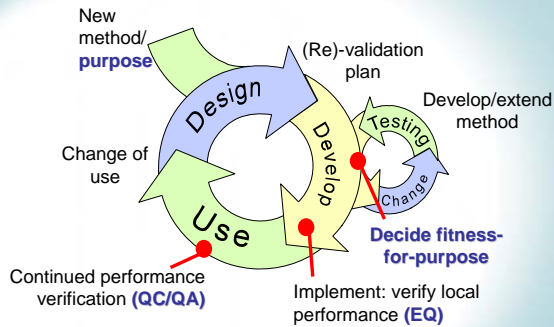 New
method/
purpose
(Re)-validation
plan
Design
Develop
Testing
Change
Develop/extend
method
Change of
use
Use
Decide fitness-
for-purpose
Continued performance
verification (QC/QA)
Implement: verify local
performance (EQ)